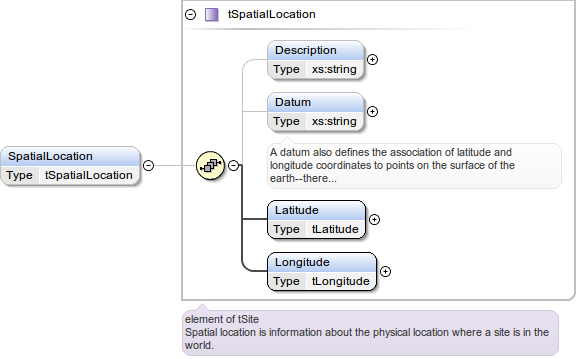 tSpatialLocation
Description
Type xs:string
Datum
Type xs:string
A datum also defines the association of latitude and
longitude coordinates to points on the surface of the
earth--there...
SpatialLocation
Type tSpatialLocation
Latitude
Type tLatitude
Longitude
Type tLongitude
element of tSite
Spatial location is information about the physical location where a site is in the
world.